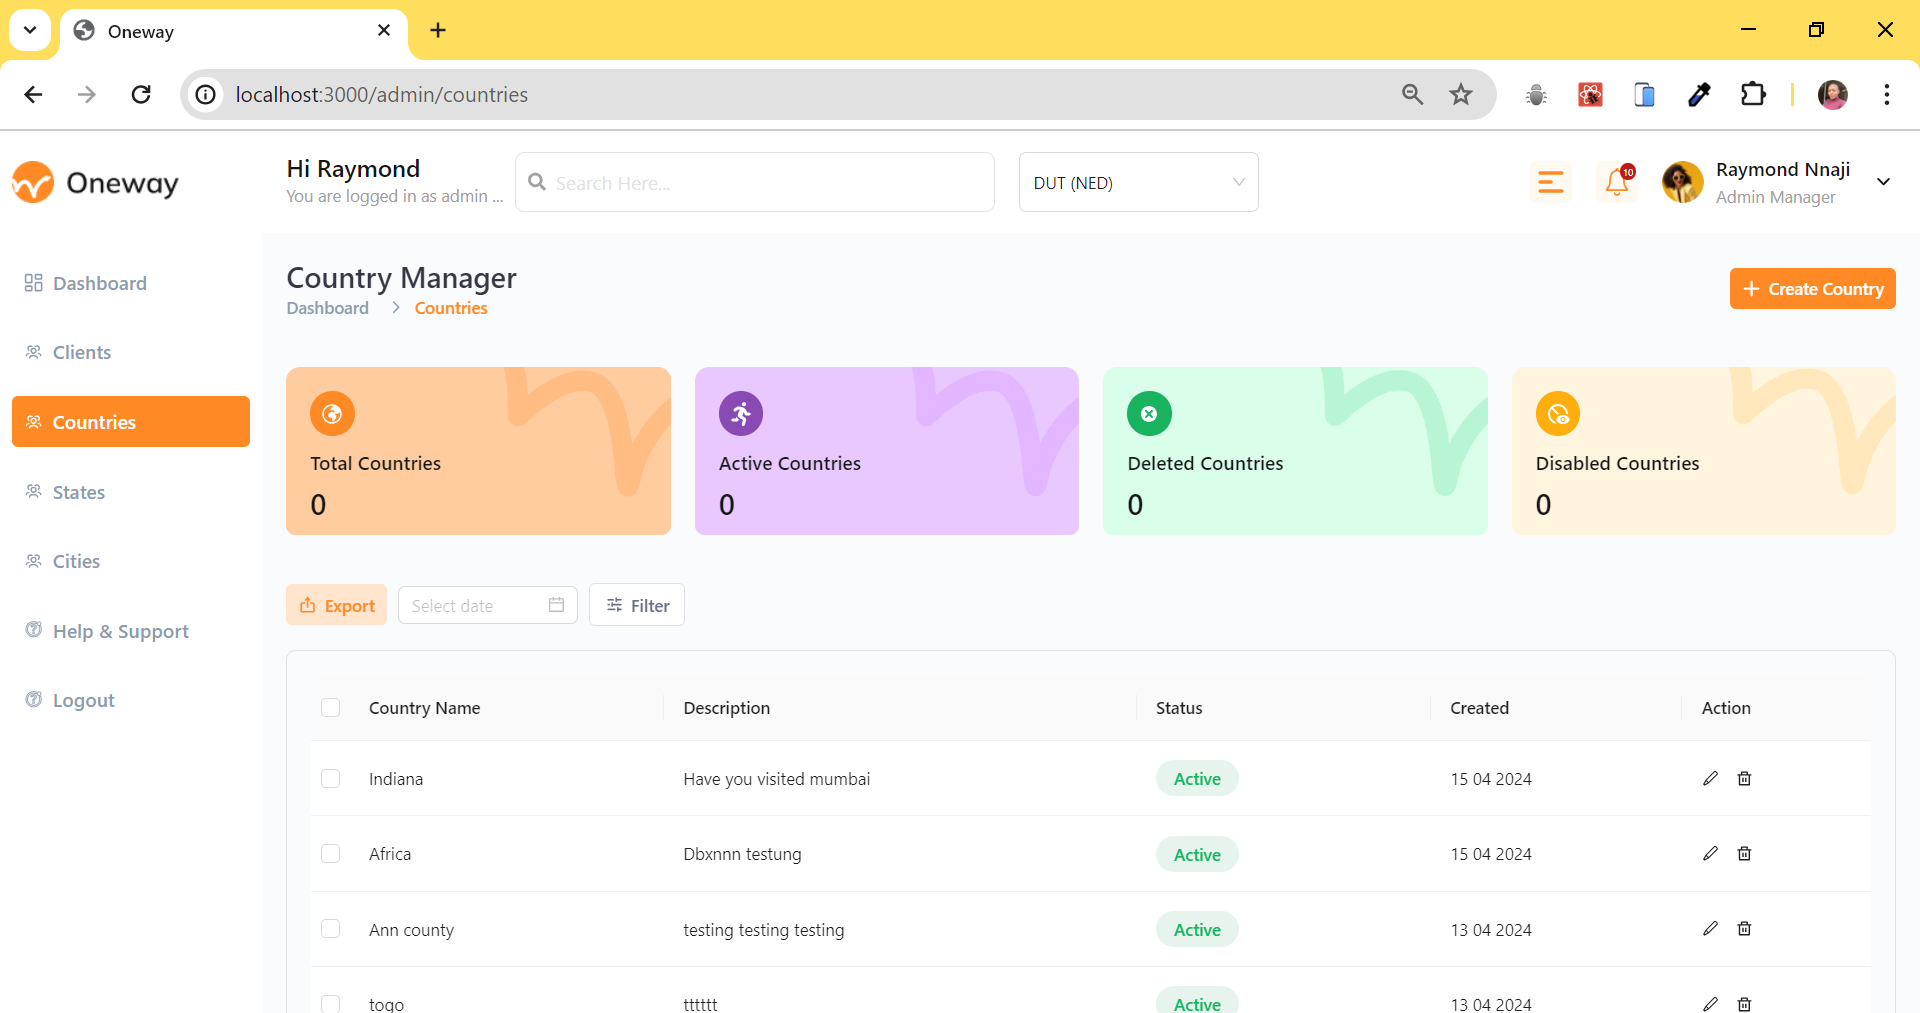 Oneway
localhost:3000/admin/countries
Oneway
Hi Raymond
You are logged in as admin ...
Search Here...
DUT (NED)
10
Raymond Nnaji
Admin Manager
Dashboard
Clients
Countries
States
Cities
Help & Support
Logout
Country Manager
Dashboard > Countries
+ Create Country
Total Countries
0
Active Countries
0
Deleted Countries
0
Disabled Countries
0
Export
Select date
Filter
Country Name Description Status Created Action
Indiana Have you visited mumbai Active 15 04 2024
Africa Dbxnnn testung Active 15 04 2024
Ann county testing testing testing Active 13 04 2024
togo tttttt Active 13 04 2024